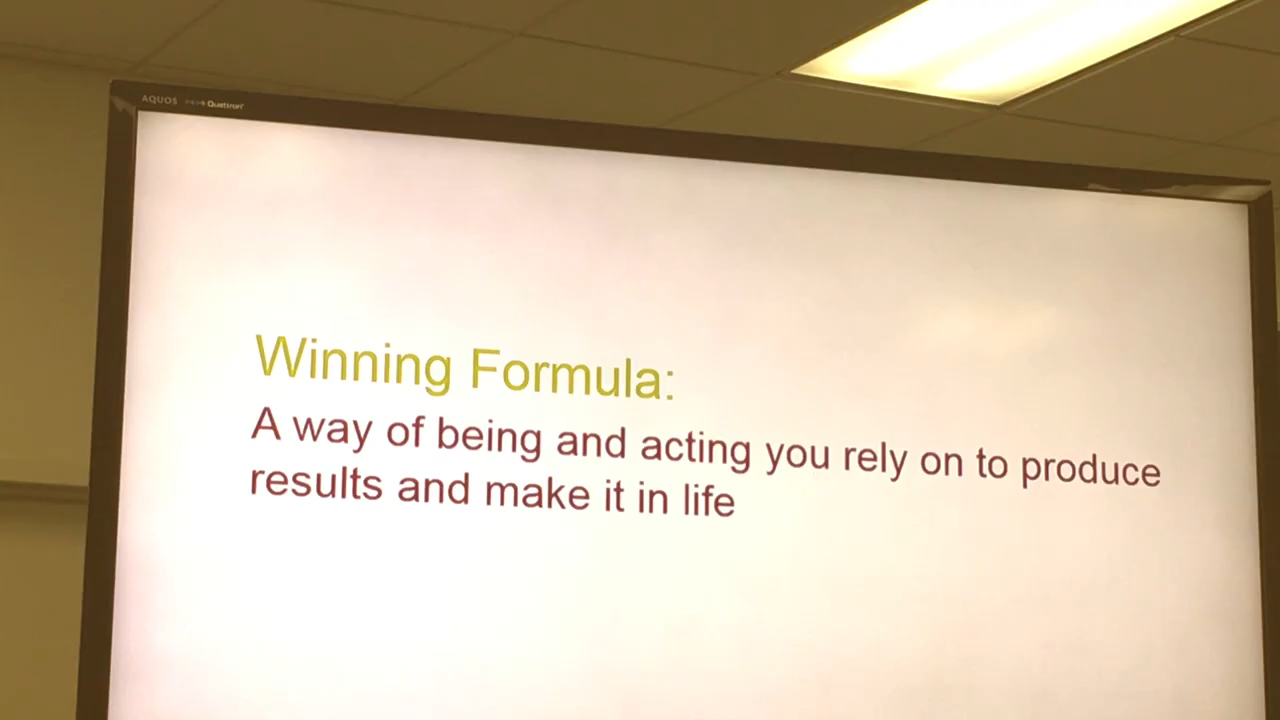 AQUOS Quattron
Winning Formula:
A way of being and acting you rely on to produce
results and make it in life